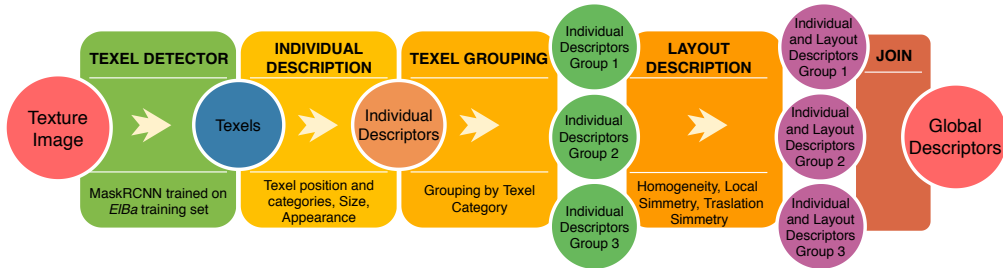 Texture
Image
TEXEL DETECTOR
MaskRCNN trained on
ElBa training set
Texels
INDIVIDUAL
DESCRIPTION
Texel position and
categories, Size,
Appearance
Individual
Descriptors
TEXEL GROUPING
Grouping by Texel
Category
Individual
Descriptors
Group 1
Individual
Descriptors
Group 2
Individual
Descriptors
Group 3
LAYOUT
DESCRIPTION
Homogeneity, Local
Simmetry, Traslation
Simmetry
Individual
and Layout
Descriptors
Group 1
Individual
and Layout
Descriptors
Group 2
Individual
and Layout
Descriptors
Group 3
JOIN
Global
Descriptors